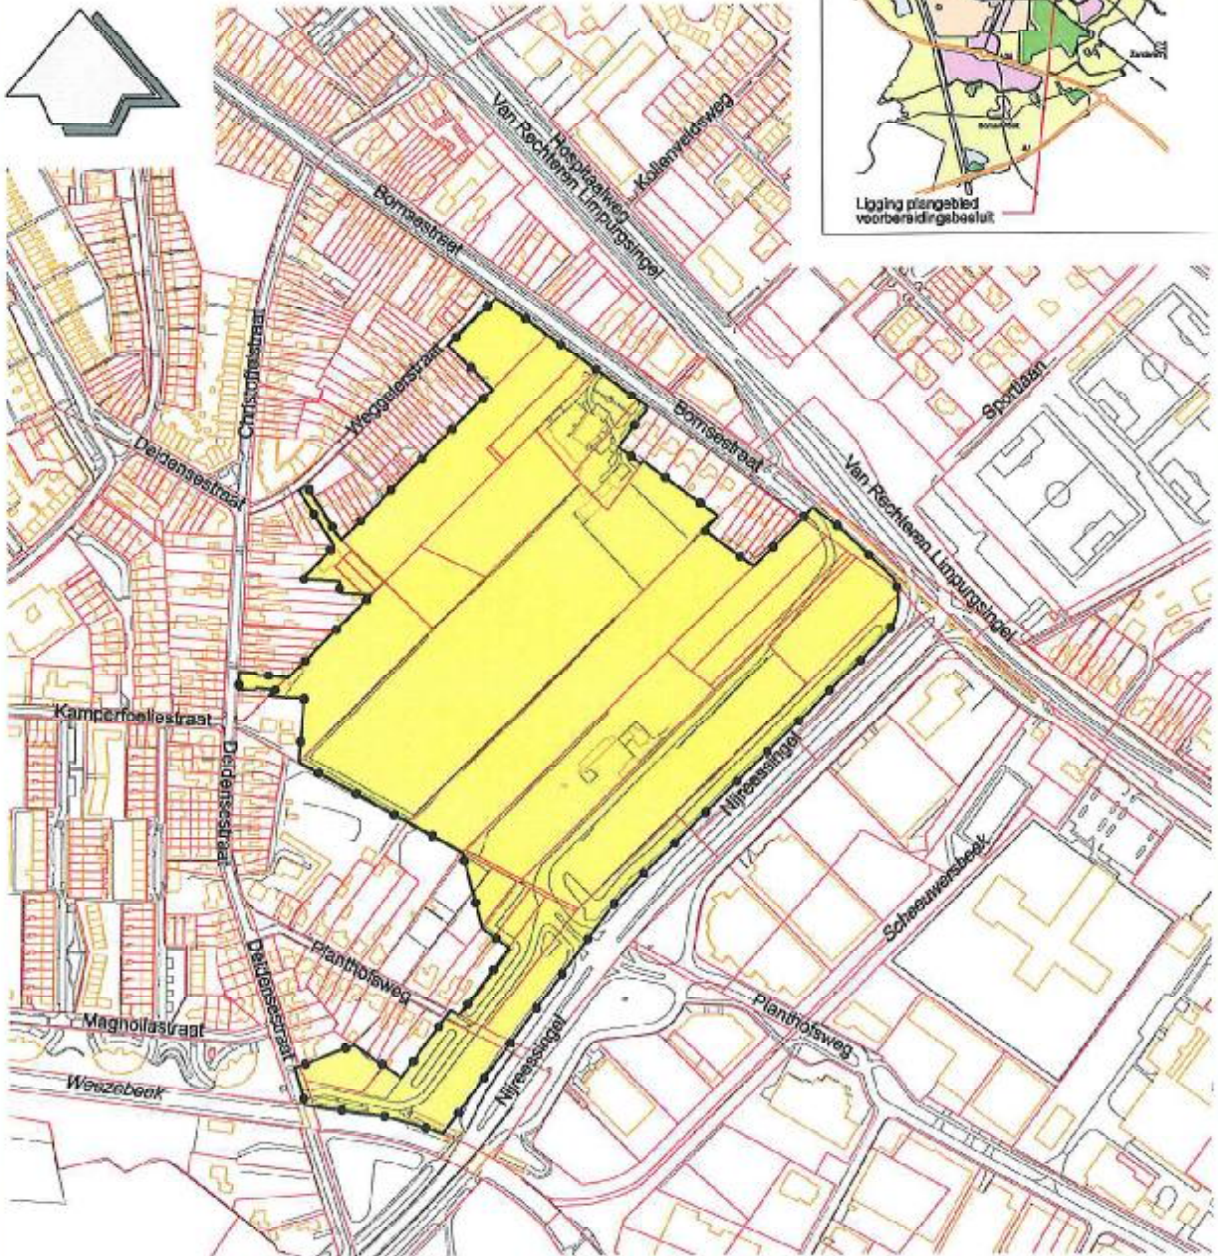 Ligging plangebied
voorbereidingsbesluit
Hospitaalweg
Van Rechteren Limpurgsingel
Kollenveldsweg
Bornsestraat
Christoffelstraat
Weggelerstraat
Deldensestraat
Bornsestraat
Sportlaan
Van Rechteren Limpurgsingel
Kamperfoeliestraat
Deldensestraat
Nijreessingel
Scheeuwersbeek
Planthofsweg
Deldensestraat
Planthofsweg
Magnoliastraat
Weezebeek
Nijreessingel